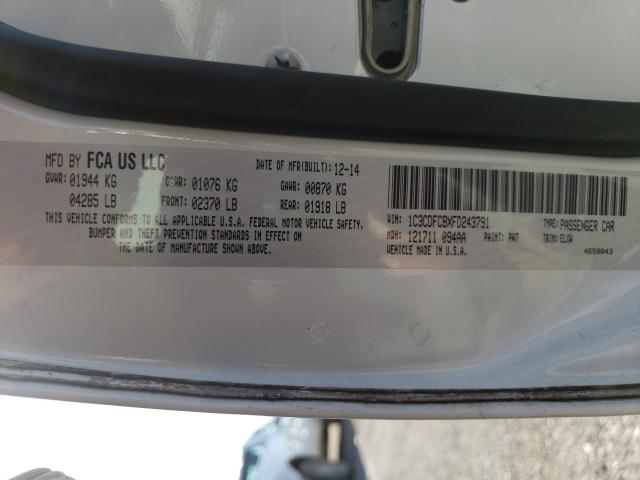 MFD BY FCA US LLC DATE OF MFR(BUILT): 12-14
GVWR: 01944 KG GAWR: 01076 KG GAWR: 00870 KG
04285 LB FRONT: 02370 LB REAR: 01918 LB
THIS VEHICLE CONFORMS TO ALL APPLICABLE U.S.A. FEDERAL MOTOR VEHICLE SAFETY,
BUMPER AND THEFT PREVENTION STANDARDS IN EFFECT ON
THE DATE OF MANUFACTURE SHOWN ABOVE.
VIN: 1C3CDFCBXFD243791 TYPE: PASSENGER CAR
MDH: 121711 094AA PAINT: PW7 TRIM: ELX9
VEHICLE MADE IN U.S.A. 4658843